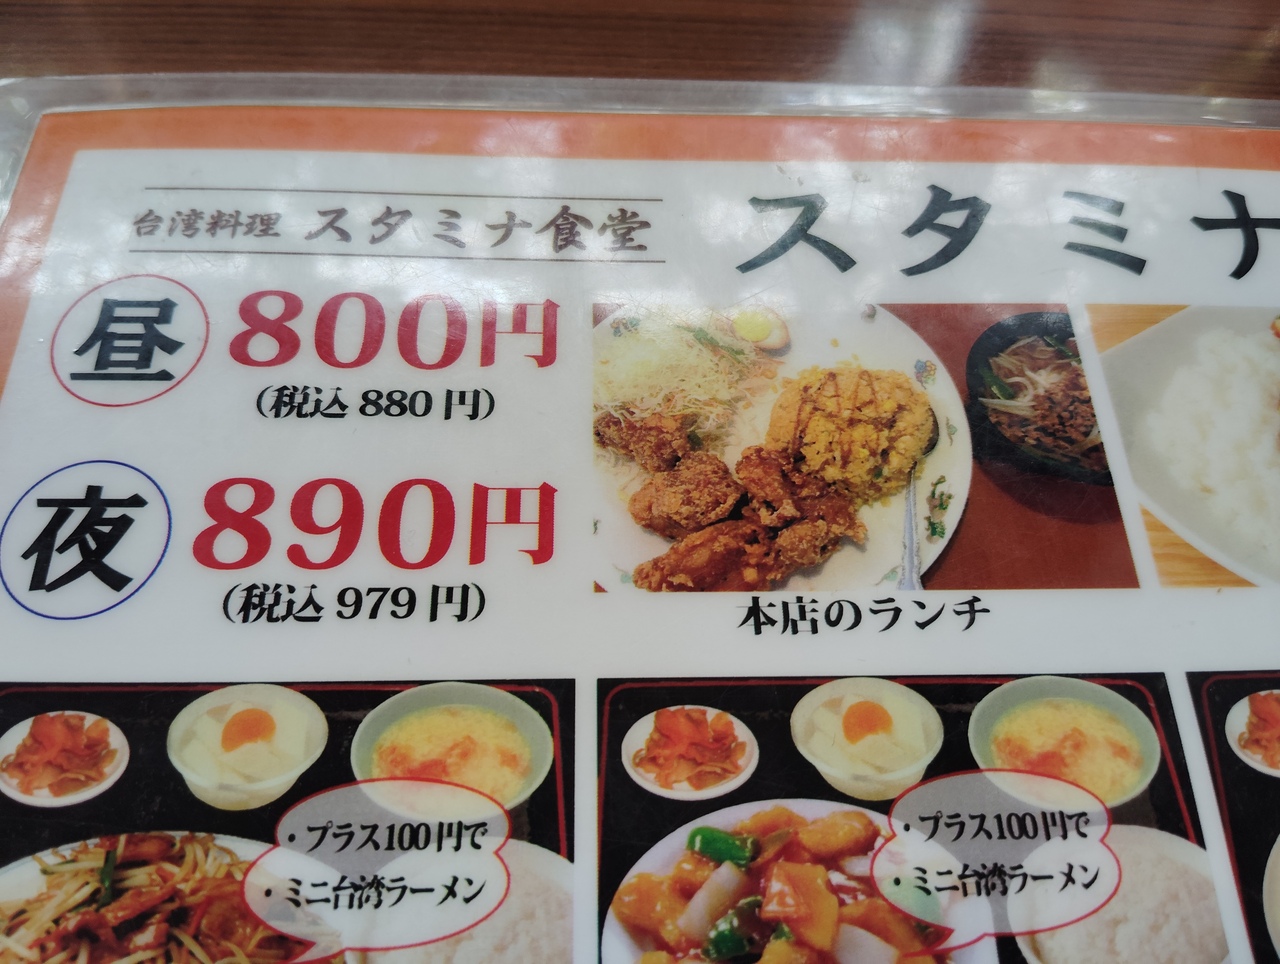 台湾料理 スタミナ食堂
スタミナ
昼 800円
(税込 880 円)
夜 890円
(税込 979 円)
本店のランチ
・プラス100円で
・ミニ台湾ラーメン
・プラス100円で
・ミニ台湾ラーメン